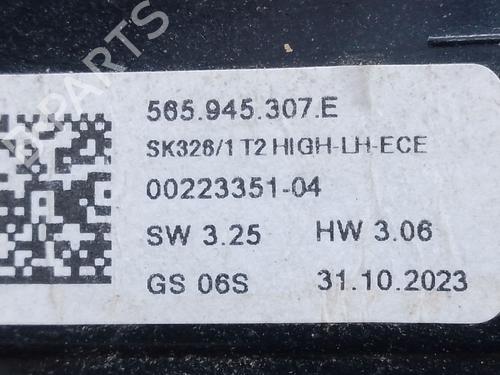 PARTS
565.945.307.E
SK326/1 T2 HIGH-LH-ECE
00223351-04
SW 3.25 HW 3.06
GS 06S 31.10.2023